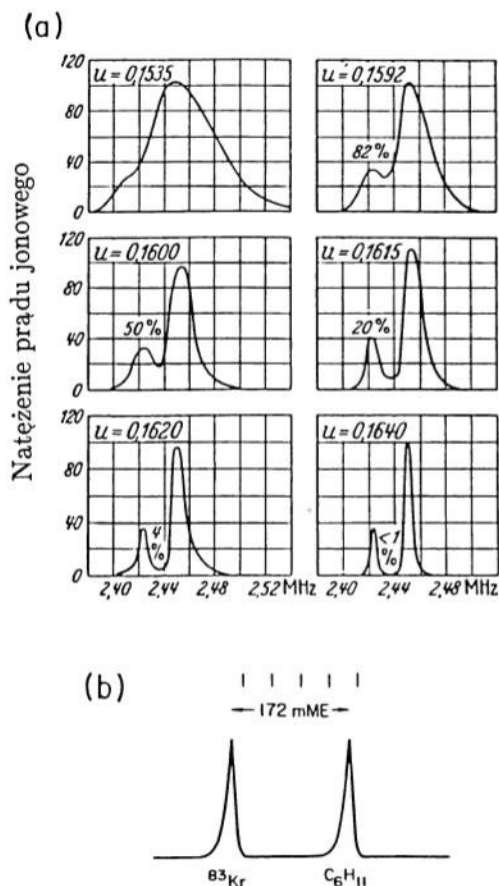 (a)
Natężenie prądu jonowego
120
80
40
0
u = 0,1535
u = 0,1592
82%
120
80
40
0
u = 0,1600
50%
u = 0,1615
20%
120
80
40
0
u = 0,1620
4
%
u = 0,1640
<1
%
2,40 2,44 2,48 2,52 MHz
2,40 2,44 2,48 MHz
(b)
172 mME
83Kr
C6H11